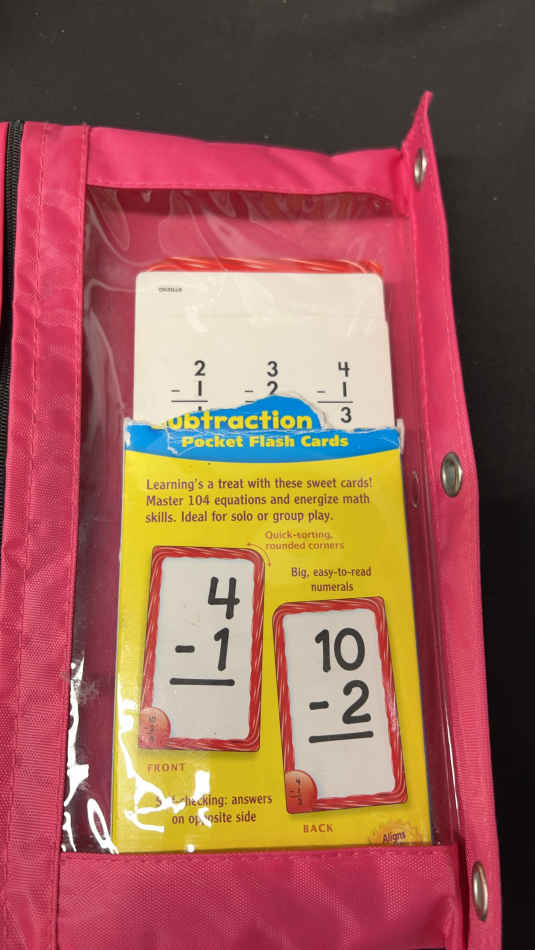 2 3 4
- 1 - 2 - 1
3
ubtraction
Pocket Flash Cards
Learning's a treat with these sweet cards!
Master 104 equations and energize math
skills. Ideal for solo or group play.
Quick-sorting,
rounded corners
Big, easy-to-read
numerals
4
- 1
10
- 2
FRONT
checking: answers
on opposite side
BACK
Aligns